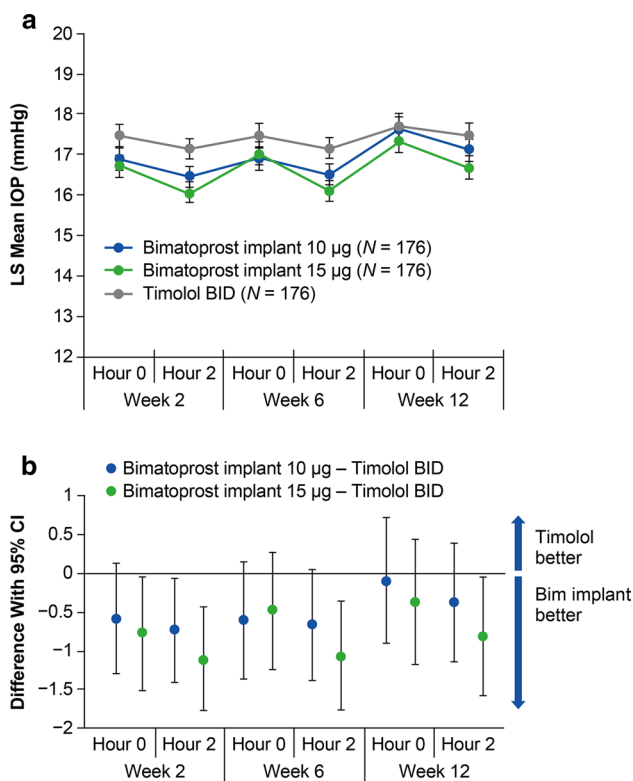 a
LS Mean IOP (mmHg)
20
19
18
17
16
15
14
13
12
Bimatoprost implant 10 µg (N = 176)
Bimatoprost implant 15 µg (N = 176)
Timolol BID (N = 176)
Hour 0 Hour 2 Hour 0 Hour 2 Hour 0 Hour 2
Week 2 Week 6 Week 12
b
Bimatoprost implant 10 µg – Timolol BID
Bimatoprost implant 15 µg – Timolol BID
Difference With 95% CI
1
0.5
0
−0.5
−1
−1.5
−2
Timolol
better
Bim implant
better
Hour 0 Hour 2 Hour 0 Hour 2 Hour 0 Hour 2
Week 2 Week 6 Week 12